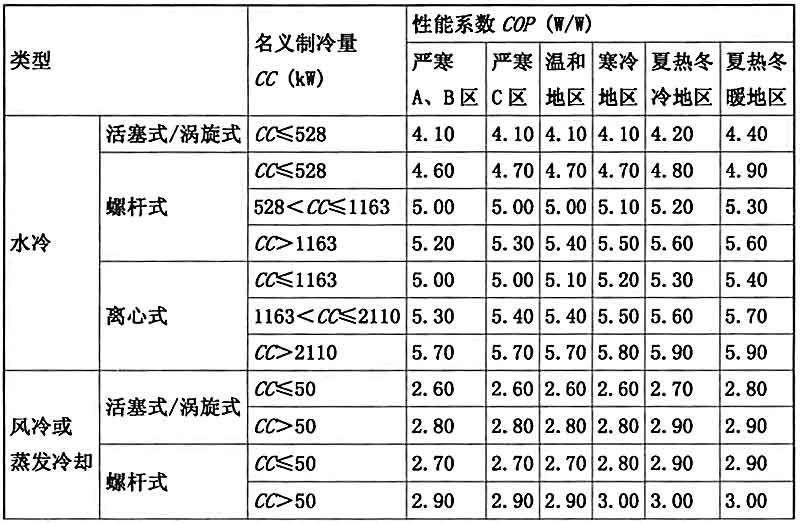 类型 名义制冷量 CC (kW) 性能系数 COP (W/W)
严寒 A、B 区 严寒 C 区 温和地区 寒冷地区 夏热冬冷地区 夏热冬暖地区
水冷 活塞式/涡旋式 CC≤528 4.10 4.10 4.10 4.10 4.20 4.40
螺杆式 CC≤528 4.60 4.70 4.70 4.70 4.80 4.90
528<CC≤1163 5.00 5.00 5.00 5.10 5.20 5.30
CC>1163 5.20 5.30 5.40 5.50 5.60 5.60
离心式 CC≤1163 5.00 5.00 5.10 5.20 5.30 5.40
1163<CC≤2110 5.30 5.40 5.40 5.50 5.60 5.70
CC>2110 5.70 5.70 5.70 5.80 5.90 5.90
风冷或蒸发冷却 活塞式/涡旋式 CC≤50 2.60 2.60 2.60 2.60 2.70 2.80
CC>50 2.80 2.80 2.80 2.80 2.90 2.90
螺杆式 CC≤50 2.70 2.70 2.70 2.80 2.90 2.90
CC>50 2.90 2.90 2.90 3.00 3.00 3.00